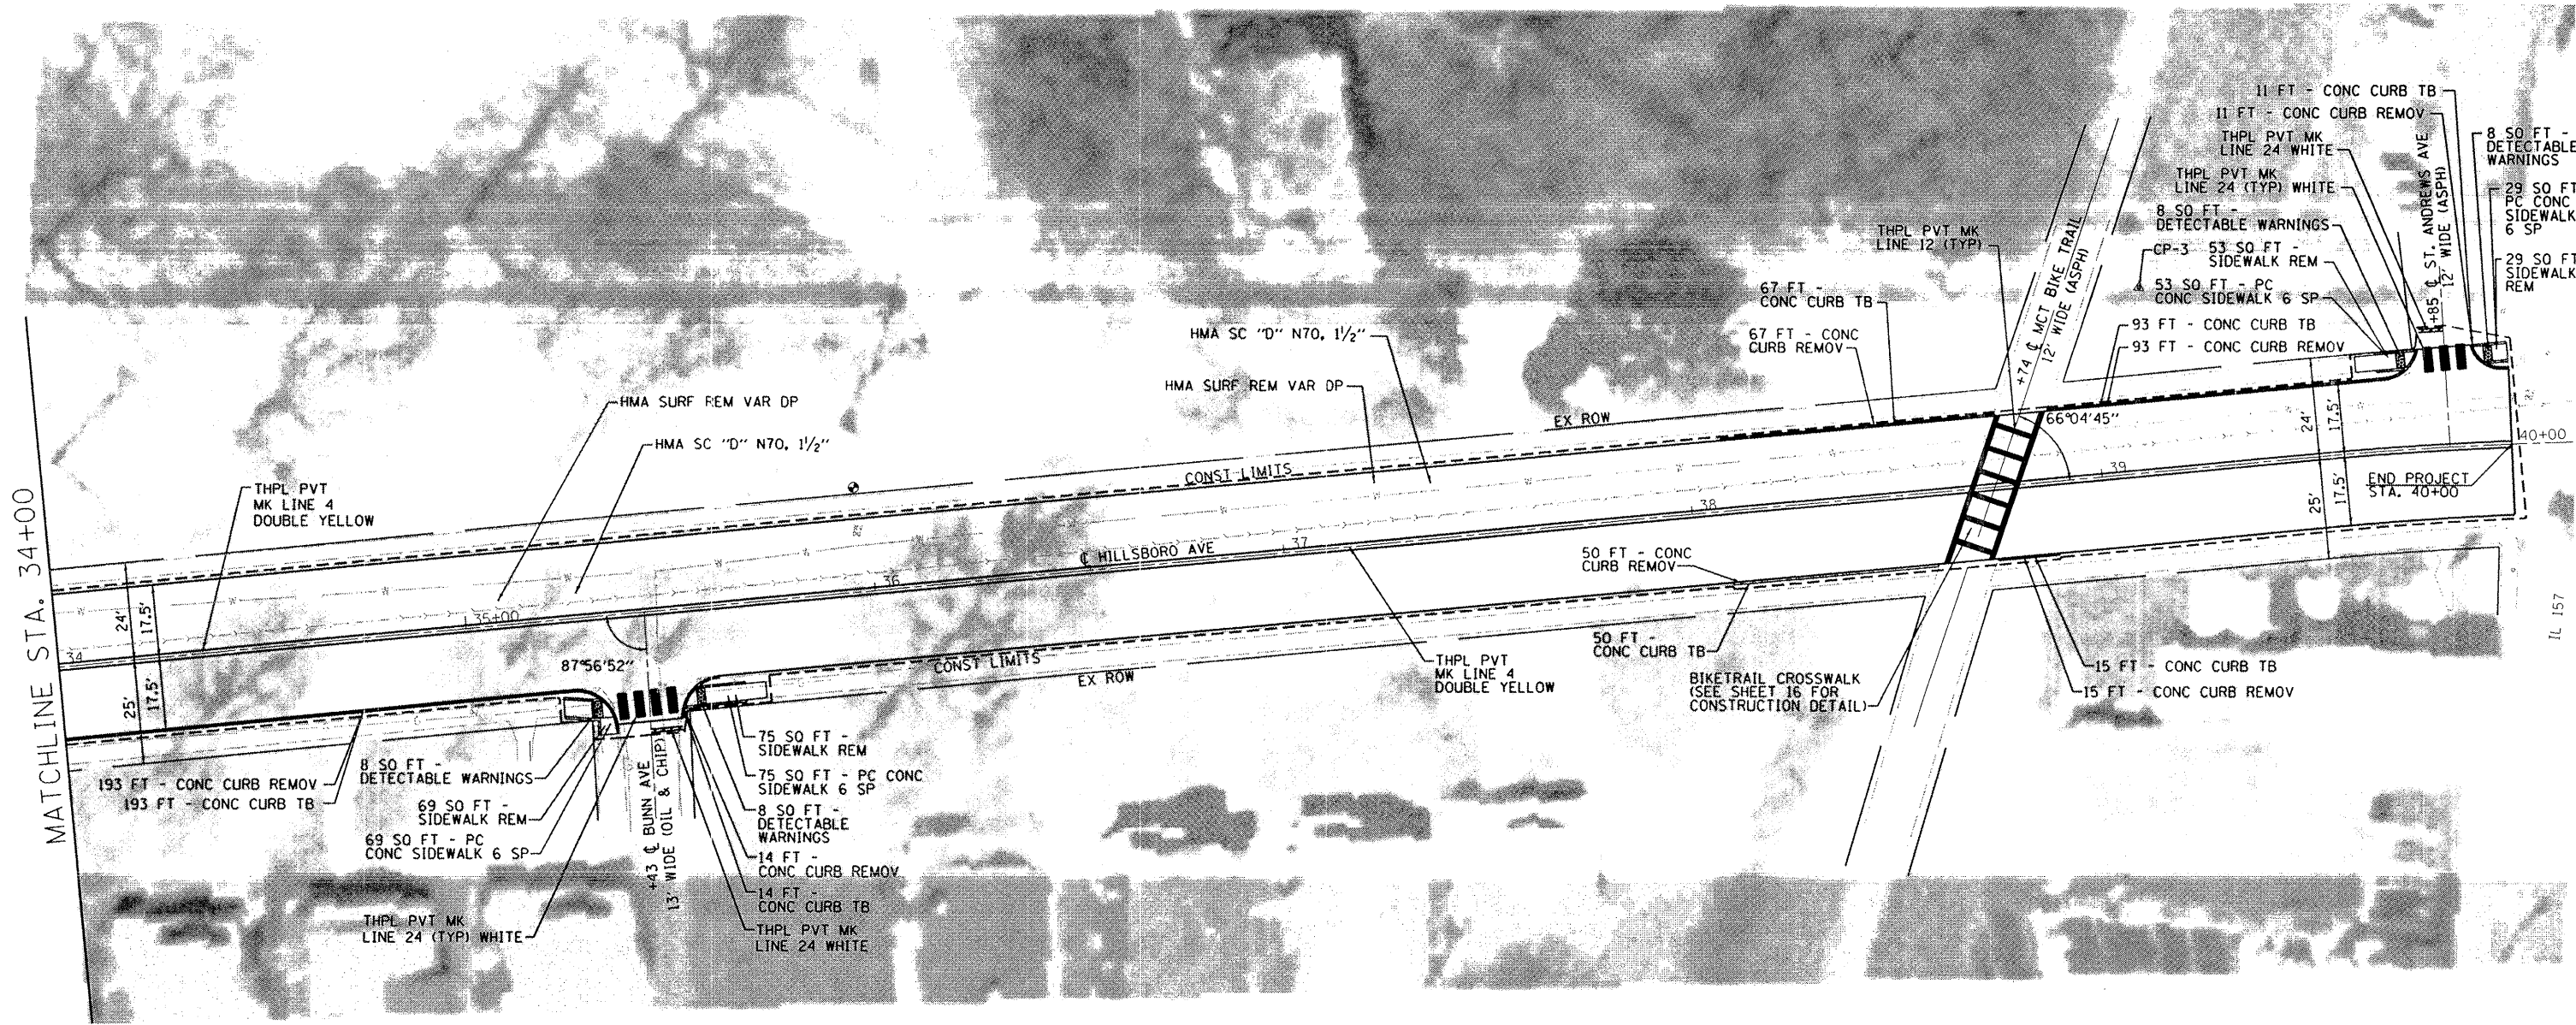 11 FT - CONC CURB TB
11 FT - CONC CURB REMOV
THPL PVT MK
LINE 24 WHITE
THPL PVT MK
LINE 24 (TYP) WHITE
8 SQ FT -
DETECTABLE WARNINGS
CP-3
53 SQ FT -
SIDEWALK REM
53 SQ FT - PC
CONC SIDEWALK 6 SP
93 FT - CONC CURB TB
93 FT - CONC CURB REMOV
+85 ℄ ST. ANDREWS AVE
12' WIDE (ASPH)
8 SQ FT -
DETECTABLE
WARNINGS
29 SQ FT
PC CONC
SIDEWALK
6 SP
29 SQ FT
SIDEWALK
REM
THPL PVT MK
LINE 12 (TYP)
+74 ℄ MCT BIKE TRAIL
12' WIDE (ASPH)
67 FT -
CONC CURB TB
67 FT - CONC
CURB REMOV
HMA SC "D" N70, 1½"
HMA SURF REM VAR DP
EX ROW
66°04'45"
24'
17.5'
25'
17.5'
40+00
END PROJECT
STA. 40+00
IL 157
HMA SURF REM VAR DP
HMA SC "D" N70, 1½"
CONST LIMITS
THPL PVT
MK LINE 4
DOUBLE YELLOW
MATCHLINE STA. 34+00
24'
17.5'
25'
17.5'
34
35+00
36
℄ HILLSBORO AVE
37
38
39
87°56'52"
CONST LIMITS
EX ROW
50 FT - CONC
CURB REMOV
50 FT -
CONC CURB TB
THPL PVT
MK LINE 4
DOUBLE YELLOW
BIKETRAIL CROSSWALK
(SEE SHEET 16 FOR
CONSTRUCTION DETAIL)
15 FT - CONC CURB TB
15 FT - CONC CURB REMOV
193 FT - CONC CURB REMOV
193 FT - CONC CURB TB
8 SQ FT -
DETECTABLE WARNINGS
69 SQ FT -
SIDEWALK REM
69 SQ FT - PC
CONC SIDEWALK 6 SP
THPL PVT MK
LINE 24 (TYP) WHITE
+43 ℄ BUNN AVE
13' WIDE (OIL & CHIP)
75 SQ FT -
SIDEWALK REM
75 SQ FT - PC CONC
SIDEWALK 6 SP
8 SQ FT -
DETECTABLE
WARNINGS
14 FT -
CONC CURB REMOV
14 FT -
CONC CURB TB
THPL PVT MK
LINE 24 WHITE